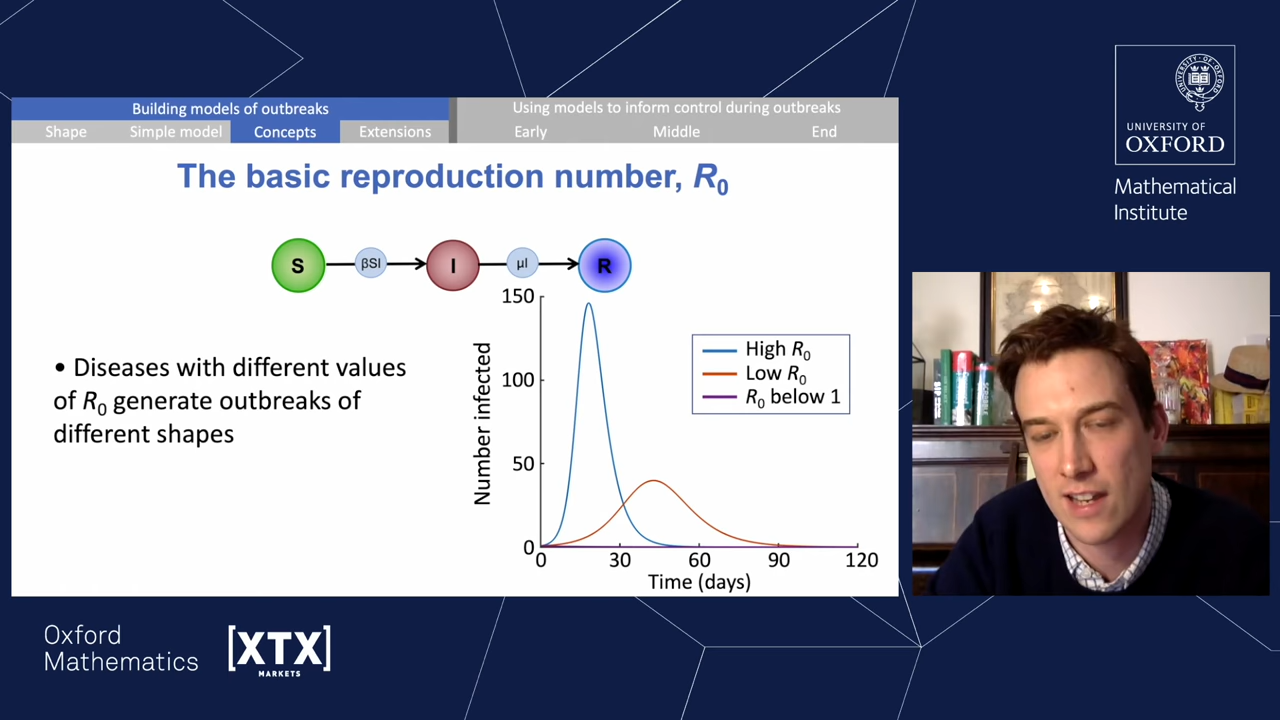 Building models of outbreaks
Using models to inform control during outbreaks
Shape
Simple model
Concepts
Extensions
Early
Middle
End
The basic reproduction number, R₀
S
βSI
I
μI
R
• Diseases with different values
of R₀ generate outbreaks of
different shapes
150
100
50
0
Number infected
0
30
60
90
120
Time (days)
High R₀
Low R₀
R₀ below 1
UNIVERSITY OF
OXFORD
Mathematical
Institute
Oxford
Mathematics
[XTX]
MARKETS